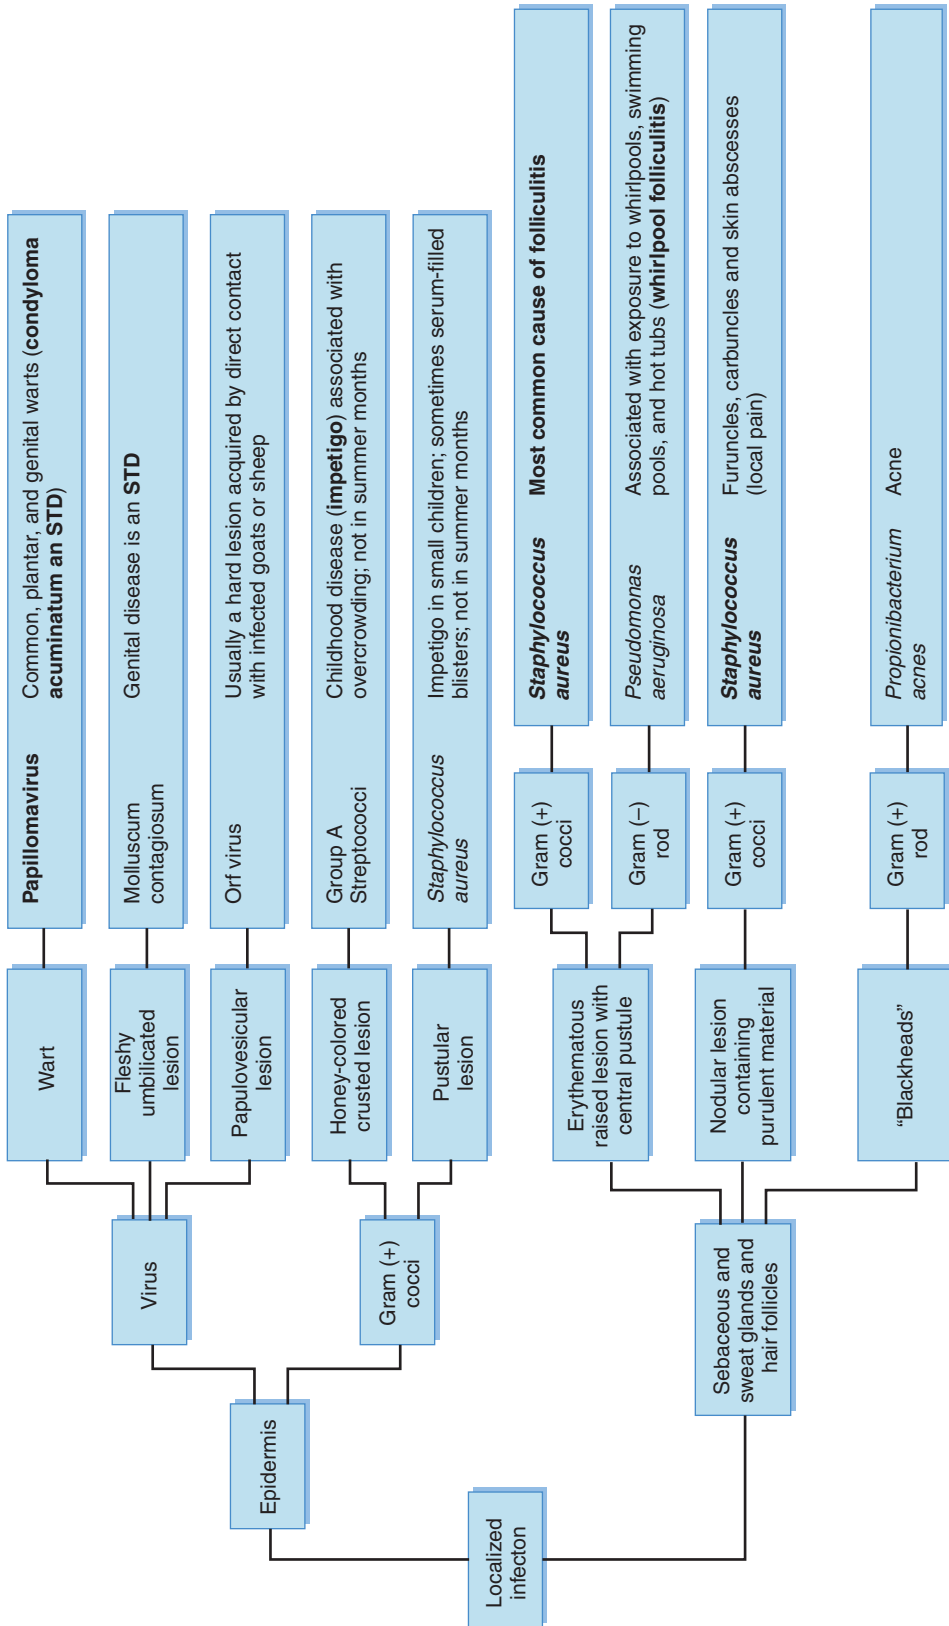 Localized
infecton
Epidermis
Virus
Wart
Papillomavirus
Common, plantar, and genital warts (condyloma
acuminatum an STD)
Fleshy
umbilicated
lesion
Molluscum
contagiosum
Genital disease is an STD
Papulovesicular
lesion
Orf virus
Usually a hard lesion acquired by direct contact
with infected goats or sheep
Gram (+)
cocci
Honey-colored
crusted lesion
Group A
Streptococci
Childhood disease (impetigo) associated with
overcrowding; not in summer months
Pustular
lesion
Staphylococcus
aureus
Impetigo in small children; sometimes serum-filled
blisters; not in summer months
Sebaceous and
sweat glands and
hair follicles
Erythematous
raised lesion with
central pustule
Gram (+)
cocci
Staphylococcus
aureus
Most common cause of folliculitis
Gram (–)
rod
Pseudomonas
aeruginosa
Associated with exposure to whirlpools, swimming
pools, and hot tubs (whirlpool folliculitis)
Nodular lesion
containing
purulent material
Gram (+)
cocci
Staphylococcus
aureus
Furuncles, carbuncles and skin abscesses
(local pain)
“Blackheads”
Gram (+)
rod
Propionibacterium
acnes
Acne